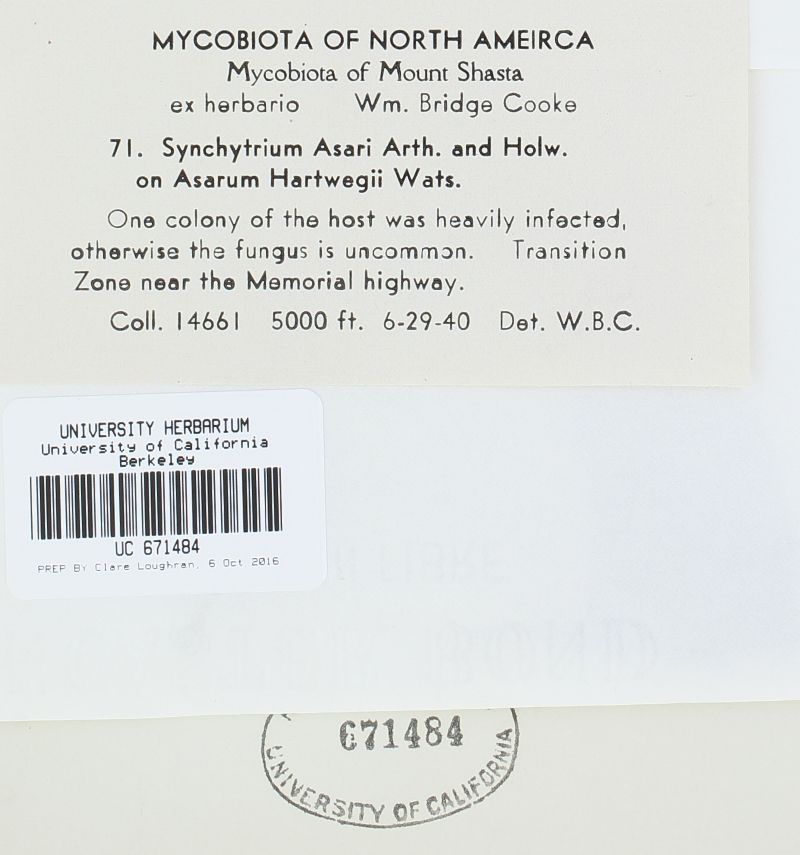 MYCOBIOTA OF NORTH AMEIRCA
Mycobiota of Mount Shasta
ex herbario Wm. Bridge Cooke
71. Synchytrium Asari Arth. and Holw.
on Asarum Hartwegii Wats.
One colony of the host was heavily infected,
otherwise the fungus is uncommon. Transition
Zone near the Memorial highway.
Coll. 14661 5000 ft. 6-29-40 Det. W.B.C.
UNIVERSITY HERBARIUM
University of California
Berkeley
UC 671484
PREP BY Clare Loughran, 6 Oct 2016
671484
UNIVERSITY OF CALIFORNIA